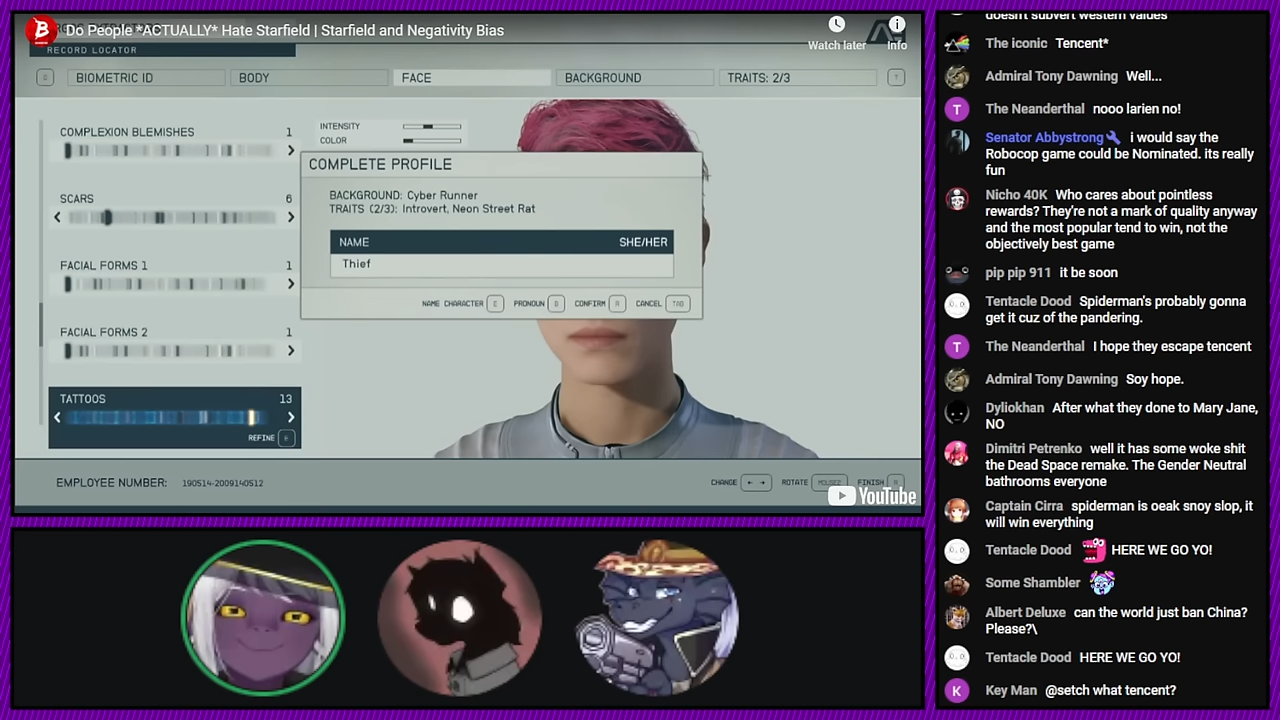 Do People *ACTUALLY* Hate Starfield | Starfield and Negativity Bias
Watch later
Info
RECORD LOCATOR
BIOMETRIC ID
BODY
FACE
BACKGROUND
TRAITS: 2/3
T
COMPLEXION BLEMISHES 1
SCARS 6
FACIAL FORMS 1 1
FACIAL FORMS 2 1
TATTOOS 13
REFINE
INTENSITY
COLOR
COMPLETE PROFILE
BACKGROUND: Cyber Runner
TRAITS (2/3): Introvert, Neon Street Rat
NAME SHE/HER
Thief
NAME CHARACTER E PRONOUN CONFIRM CANCEL TAB
EMPLOYEE NUMBER: 190514-2009140512
CHANGE ROTATE FINISH
YouTube
doesn't subvert western values
The iconic Tencent*
Admiral Tony Dawning Well...
T
The Neanderthal nooo larien no!
Senator Abbystrong i would say the
Robocop game could be Nominated. its really
fun
Nicho 40K Who cares about pointless
rewards? They're not a mark of quality anyway
and the most popular tend to win, not the
objectively best game
pip pip 911 it be soon
Tentacle Dood Spiderman's probably gonna
get it cuz of the pandering.
T
The Neanderthal I hope they escape tencent
Admiral Tony Dawning Soy hope.
Dyliokhan After what they done to Mary Jane,
NO
Dimitri Petrenko well it has some woke shit
the Dead Space remake. The Gender Neutral
bathrooms everyone
Captain Cirra spiderman is oeak snoy slop, it
will win everything
Tentacle Dood HERE WE GO YO!
Some Shambler
Albert Deluxe can the world just ban China?
Please?\
Tentacle Dood HERE WE GO YO!
K
Key Man @setch what tencent?